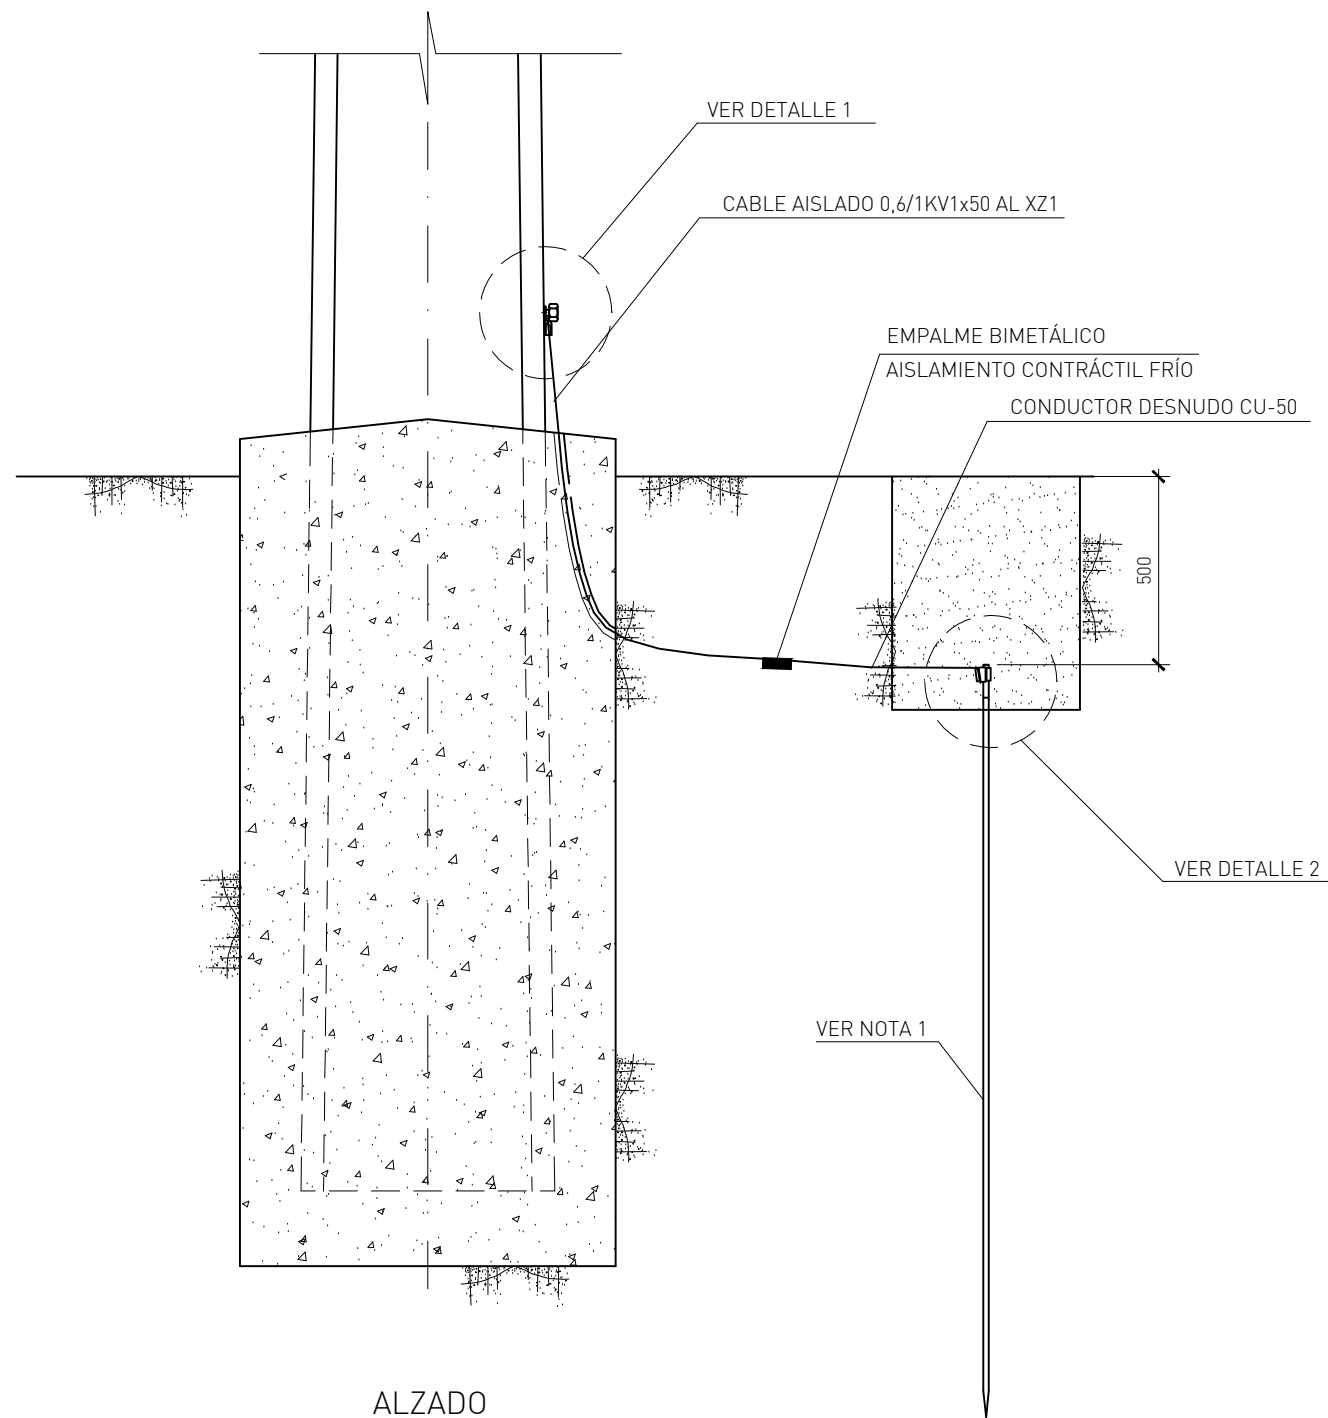 VER DETALLE 1
CABLE AISLADO 0,6/1KV1x50 AL XZ1
EMPALME BIMETÁLICO
AISLAMIENTO CONTRÁCTIL FRÍO
CONDUCTOR DESNUDO CU-50
500
VER DETALLE 2
VER NOTA 1
ALZADO